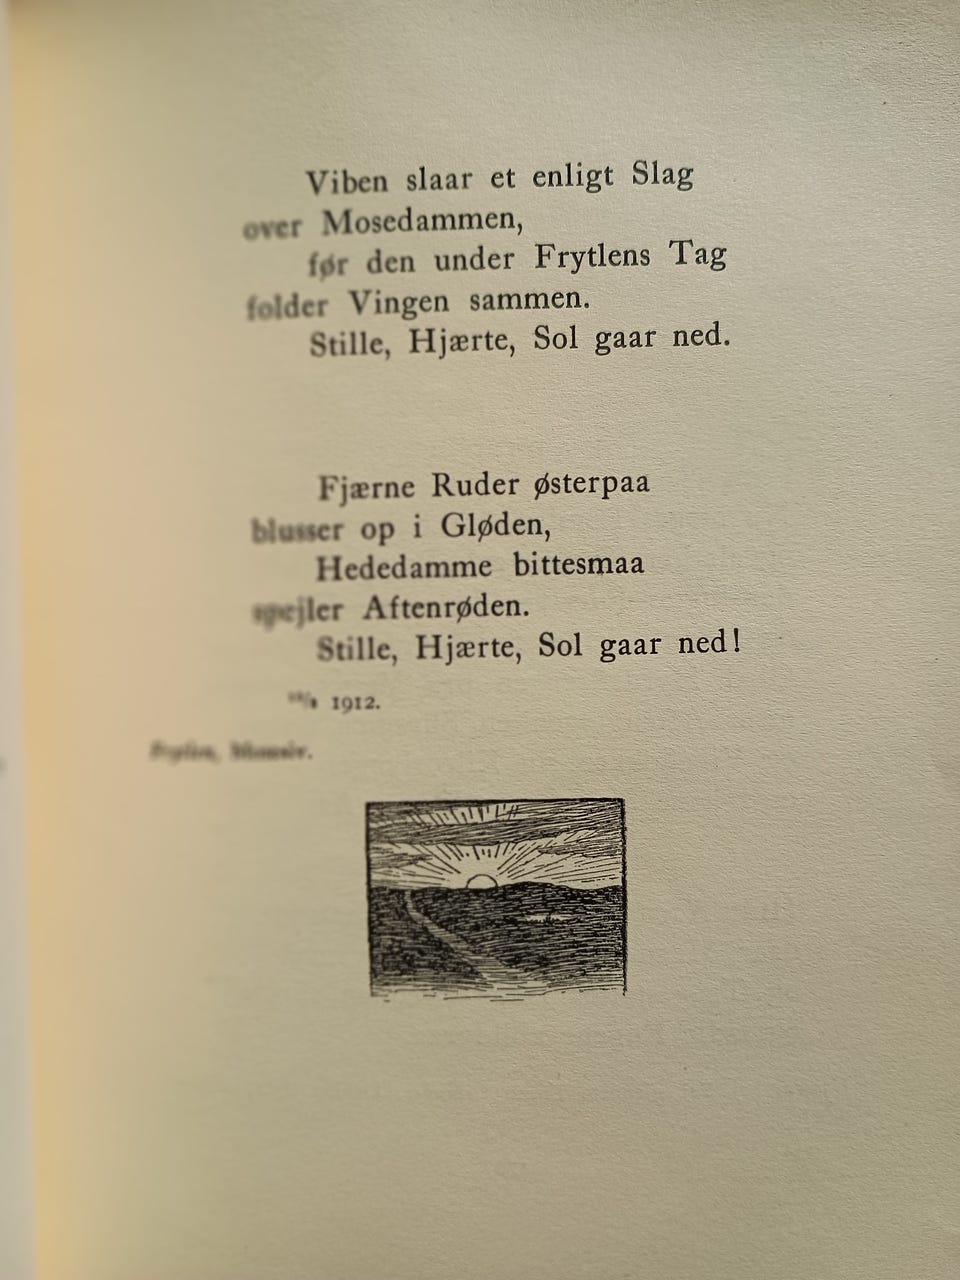 Viben slaar et enligt Slag
over Mosedammen,
før den under Frytlens Tag
folder Vingen sammen.
Stille, Hjærte, Sol gaar ned.
Fjærne Ruder østerpaa
blusser op i Gløden,
Hededamme bittesmaa
spejler Aftenrøden.
Stille, Hjærte, Sol gaar ned!
1912.